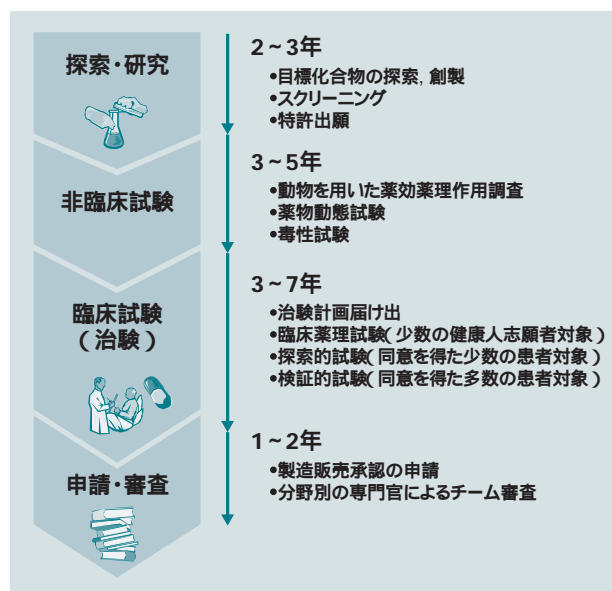 探索・研究
2~3年
•目標化合物の探索, 創製
•スクリーニング
•特許出願
非臨床試験
3~5年
•動物を用いた薬効薬理作用調査
•薬物動態試験
•毒性試験
臨床試験
(治験)
3~7年
•治験計画届け出
•臨床薬理試験(少数の健康人志願者対象)
•探索的試験(同意を得た少数の患者対象)
•検証的試験(同意を得た多数の患者対象)
申請・審査
1~2年
•製造販売承認の申請
•分野別の専門官によるチーム審査